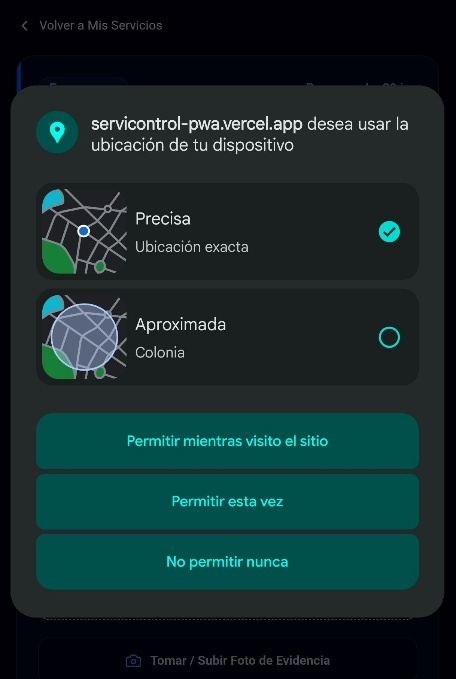 Volver a Mis Servicios
servicontrol-pwa.vercel.app desea usar la
ubicación de tu dispositivo
Precisa
Ubicación exacta
Aproximada
Colonia
Permitir mientras visito el sitio
Permitir esta vez
No permitir nunca
Tomar / Subir Foto de Evidencia